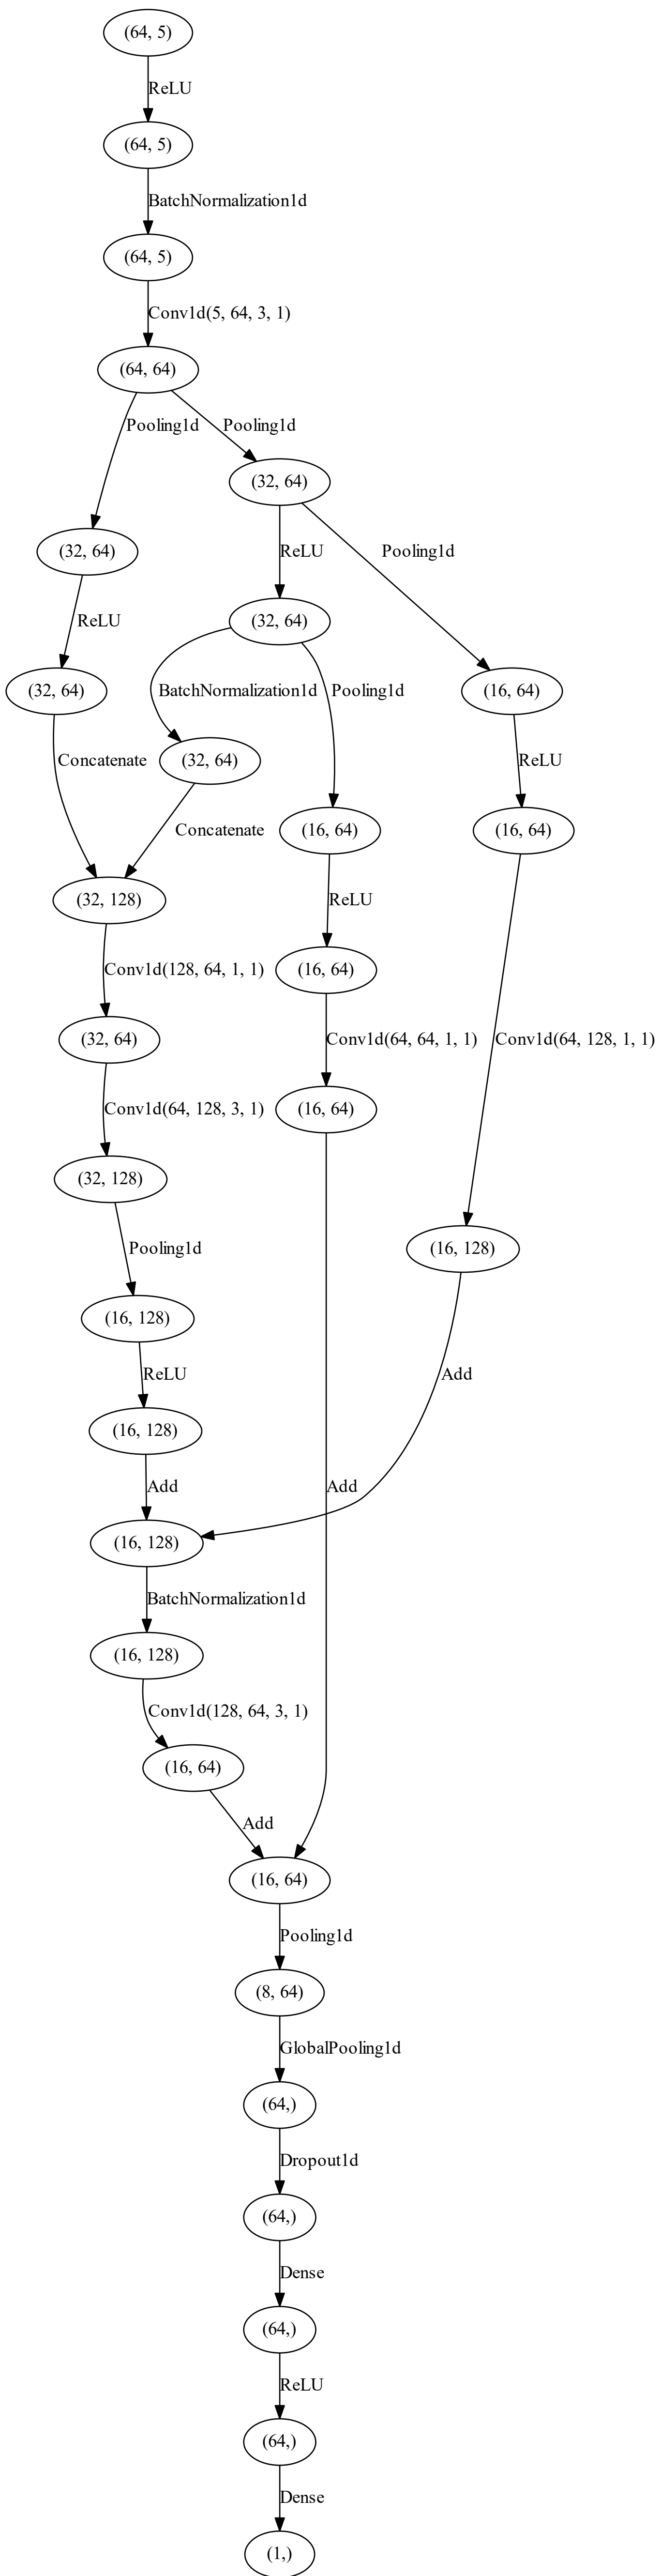 (64, 5)
ReLU
(64, 5)
BatchNormalization1d
(64, 5)
Conv1d(5, 64, 3, 1)
(64, 64)
Pooling1d Pooling1d
(32, 64)
(32, 64)
ReLU Pooling1d
ReLU
(32, 64)
(32, 64) BatchNormalization1d Pooling1d (16, 64)
Concatenate (32, 64) ReLU
(16, 64) (16, 64)
Concatenate
(32, 128) ReLU
(16, 64)
Conv1d(128, 64, 1, 1)
(32, 64) Conv1d(64, 64, 1, 1) Conv1d(64, 128, 1, 1)
Conv1d(64, 128, 3, 1) (16, 64)
(32, 128)
Pooling1d (16, 128)
(16, 128)
ReLU Add
(16, 128)
Add Add
(16, 128)
BatchNormalization1d
(16, 128)
Conv1d(128, 64, 3, 1)
(16, 64)
Add
(16, 64)
Pooling1d
(8, 64)
GlobalPooling1d
(64,)
Dropout1d
(64,)
Dense
(64,)
ReLU
(64,)
Dense
(1,)